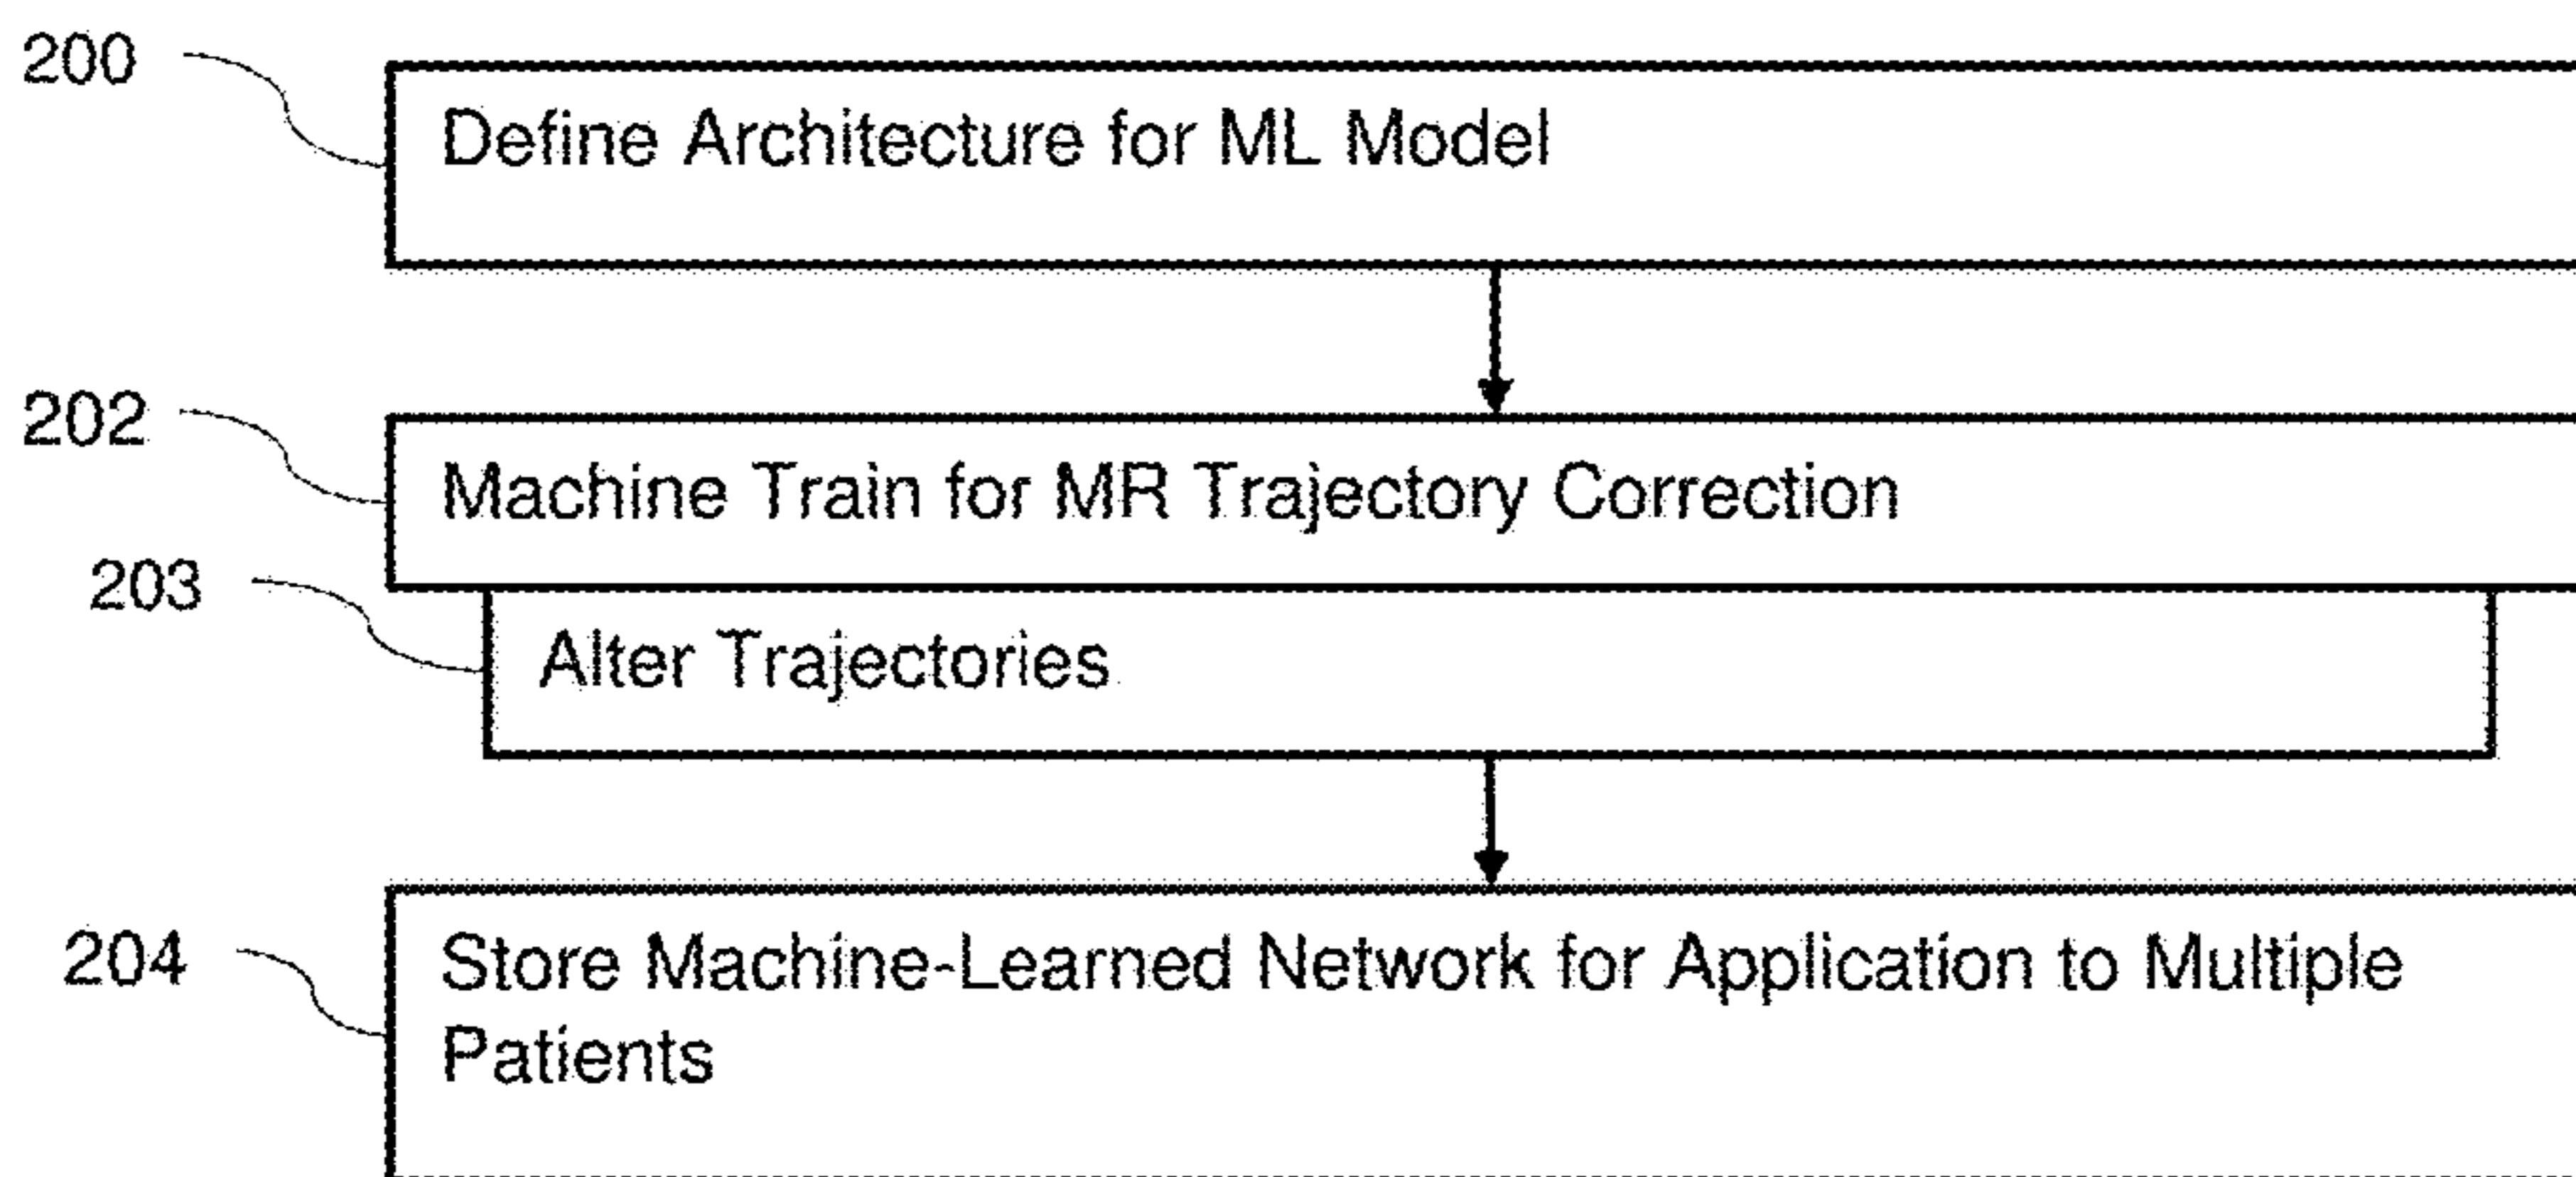 200
Define Architecture for ML Model
202
Machine Train for MR Trajectory Correction
203
Alter Trajectories
204
Store Machine-Learned Network for Application to Multiple
Patients